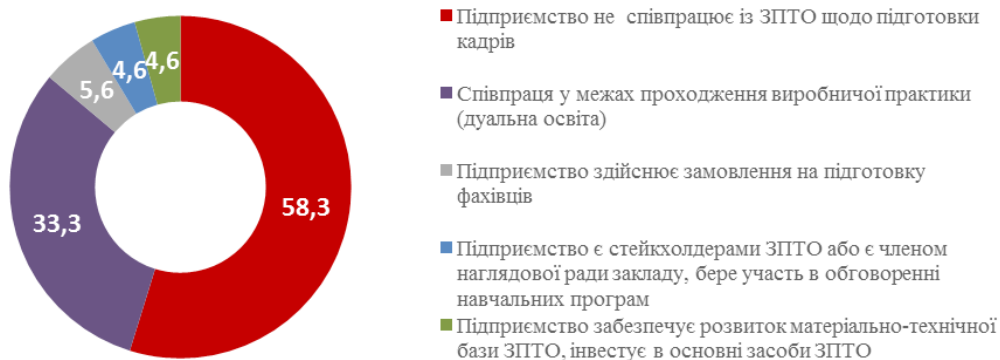 Підприємство не співпрацює із ЗПТО щодо підготовки
кадрів
Співпраця у межах проходження виробничої практики
(дуальна освіта)
Підприємство здійснює замовлення на підготовку
фахівців
Підприємство є стейкхолдерами ЗПТО або є членом
наглядової ради закладу, бере участь в обговоренні
навчальних програм
Підприємство забезпечує розвиток матеріально-технічної
бази ЗПТО, інвестує в основні засоби ЗПТО
4,6
4,6
5,6
33,3
58,3